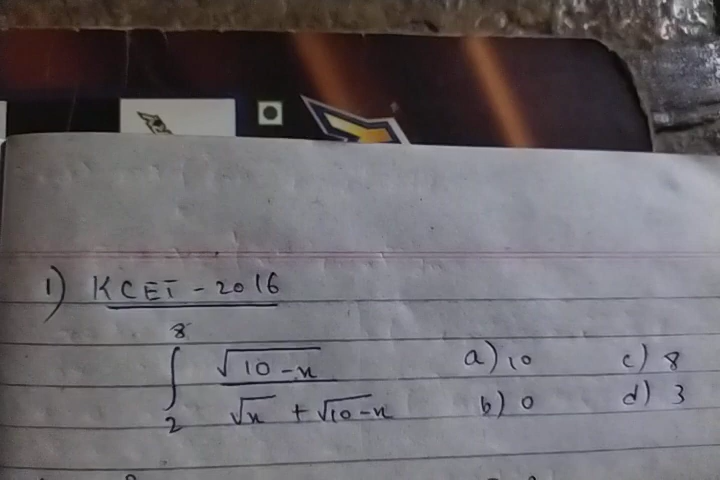 1) KCET - 2016
8
∫ √10-x a) 10 c) 8
2 √x + √10-x b) 0 d) 3